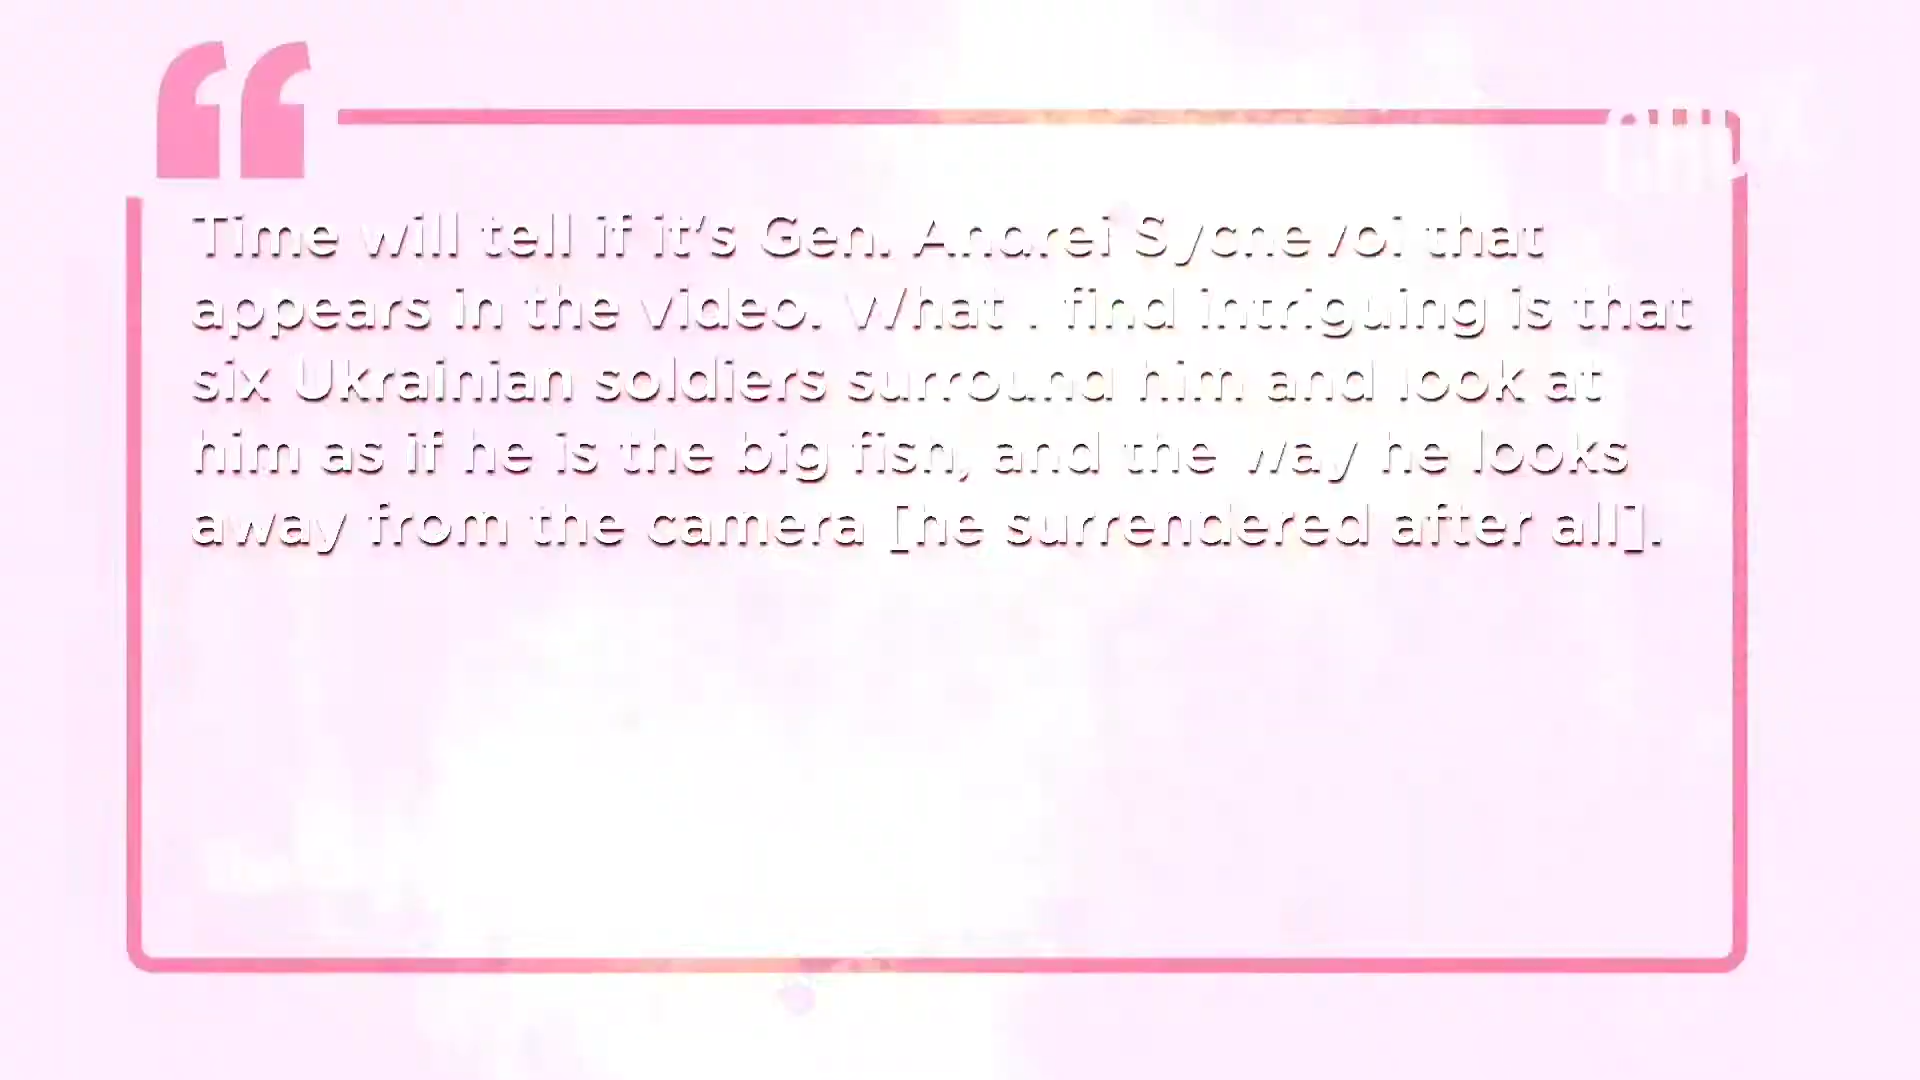 Time will tell if it's Gen. Andrei Sychevoi that
appears in the video. What I find intriguing is that
six Ukrainian soldiers surround him and look at
him as if he is the big fish, and the way he looks
away from the camera [he surrendered after all].